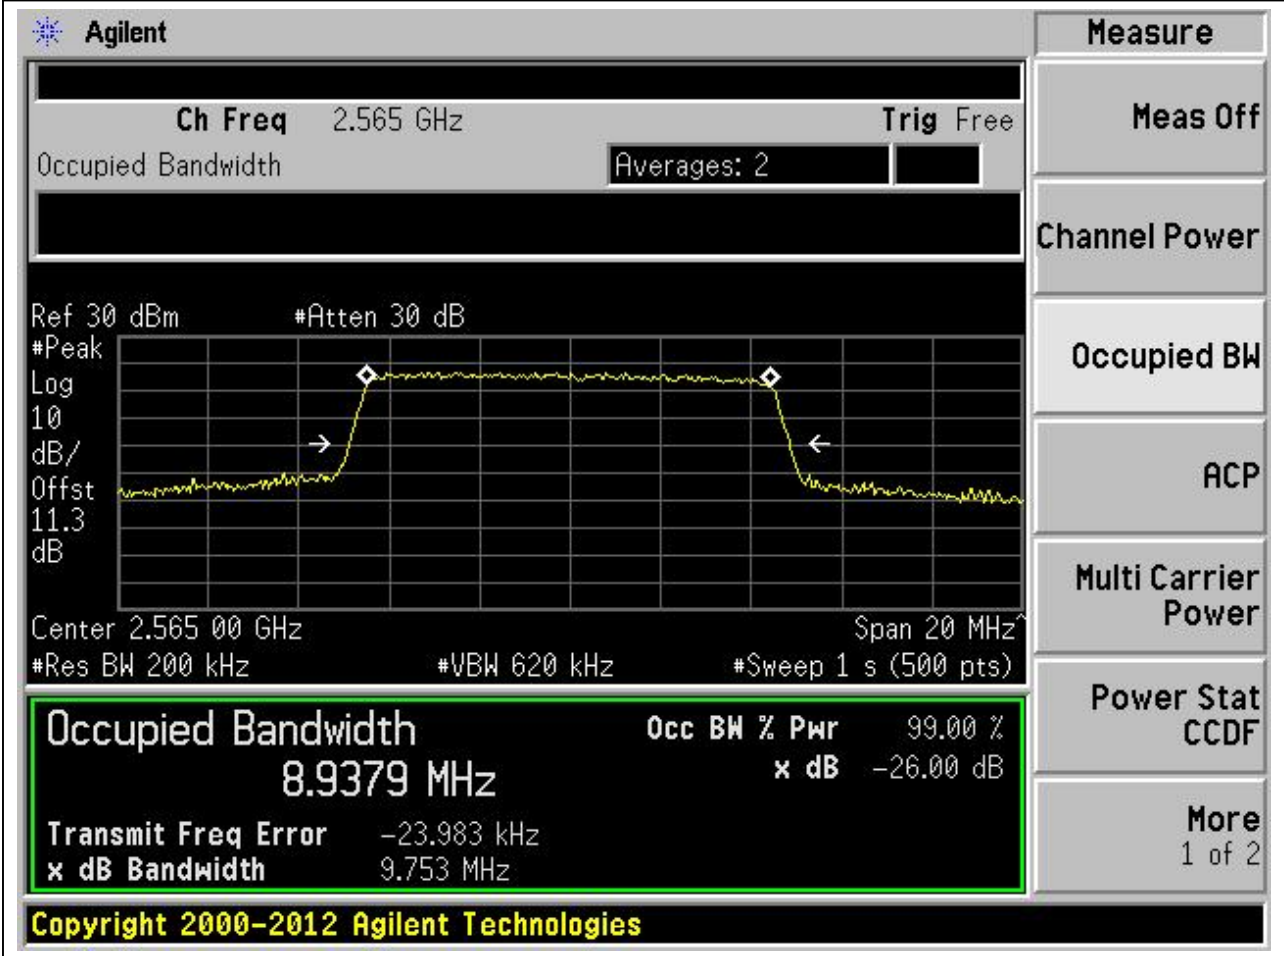 Agilent
Measure
Ch Freq 2.565 GHz Trig Free
Occupied Bandwidth Averages: 2
Meas Off
Channel Power
Occupied BW
ACP
Multi Carrier
Power
Power Stat
CCDF
More
1 of 2
Ref 30 dBm #Atten 30 dB
#Peak
Log
10
dB/
Offst
11.3
dB
Center 2.565 00 GHz Span 20 MHz^
#Res BW 200 kHz #VBW 620 kHz #Sweep 1 s (500 pts)
Occupied Bandwidth Occ BW % Pwr 99.00 %
8.9379 MHz x dB -26.00 dB
Transmit Freq Error -23.983 kHz
x dB Bandwidth 9.753 MHz
Copyright 2000-2012 Agilent Technologies